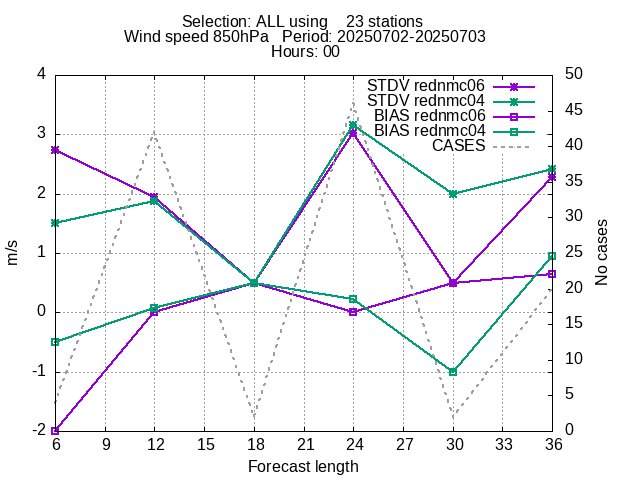 Selection: ALL using    23 stations
Wind speed 850hPa   Period: 20250702-20250703
Hours: 00
STDV rednmc06
STDV rednmc04
BIAS rednmc06
BIAS rednmc04
CASES
4
3
2
1
0
-1
-2
m/s
50
45
40
35
30
25
20
15
10
5
0
No cases
6 9 12 15 18 21 24 27 30 33 36
Forecast length